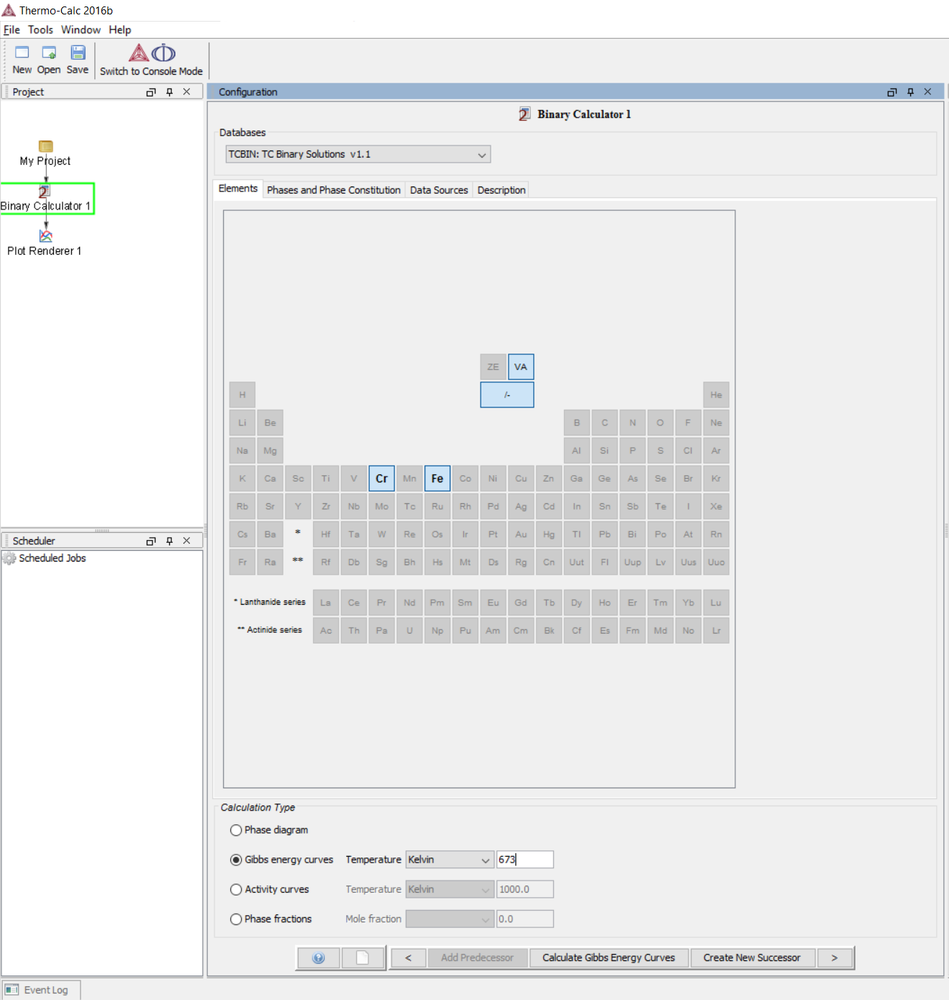 Thermo-Calc 2016b
File Tools Window Help
New Open Save Switch to Console Mode
Project
My Project
Binary Calculator 1
Plot Renderer 1
Scheduler
Scheduled Jobs
Configuration
Binary Calculator 1
Databases
TCBIN: TC Binary Solutions v1.1
Elements Phases and Phase Constitution Data Sources Description
ZE VA
H /- He
Li Be B C N O F Ne
Na Mg Al Si P S Cl Ar
K Ca Sc Ti V Cr Mn Fe Co Ni Cu Zn Ga Ge As Se Br Kr
Rb Sr Y Zr Nb Mo Tc Ru Rh Pd Ag Cd In Sn Sb Te I Xe
Cs Ba * Hf Ta W Re Os Ir Pt Au Hg Tl Pb Bi Po At Rn
Fr Ra ** Rf Db Sg Bh Hs Mt Ds Rg Cn Uut Fl Uup Lv Uus Uuo
* Lanthanide series La Ce Pr Nd Pm Sm Eu Gd Tb Dy Ho Er Tm Yb Lu
** Actinide series Ac Th Pa U Np Pu Am Cm Bk Cf Es Fm Md No Lr
Calculation Type
Phase diagram
Gibbs energy curves Temperature Kelvin 673
Activity curves Temperature Kelvin 1000.0
Phase fractions Mole fraction 0.0
< Add Predecessor Calculate Gibbs Energy Curves Create New Successor >
Event Log